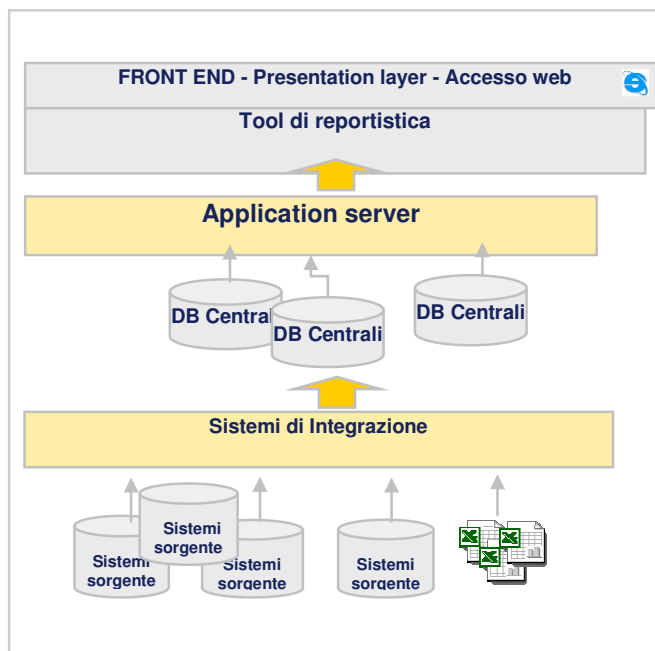 FRONT END - Presentation layer - Accesso web
Tool di reportistica
Application server
DB Centrali
DB Centrali
DB Centrali
Sistemi di Integrazione
Sistemi
sorgente
Sistemi
sorgente
Sistemi
sorgente
Sistemi
sorgente